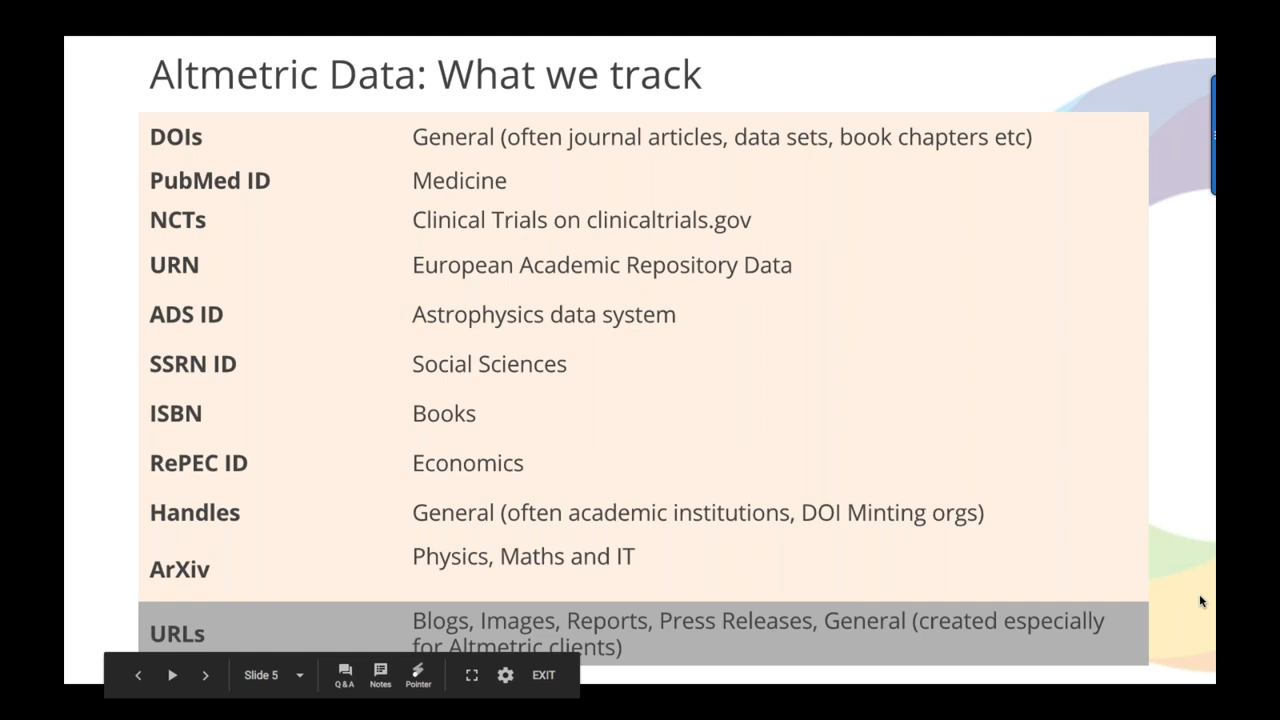 Altmetric Data: What we track
DOIs General (often journal articles, data sets, book chapters etc)
PubMed ID Medicine
NCTs Clinical Trials on clinicaltrials.gov
URN European Academic Repository Data
ADS ID Astrophysics data system
SSRN ID Social Sciences
ISBN Books
RePEC ID Economics
Handles General (often academic institutions, DOI Minting orgs)
ArXiv Physics, Maths and IT
URLs Blogs, Images, Reports, Press Releases, General (created especially
for Altmetric clients)
Slide 5 Q&A Notes Pointer EXIT